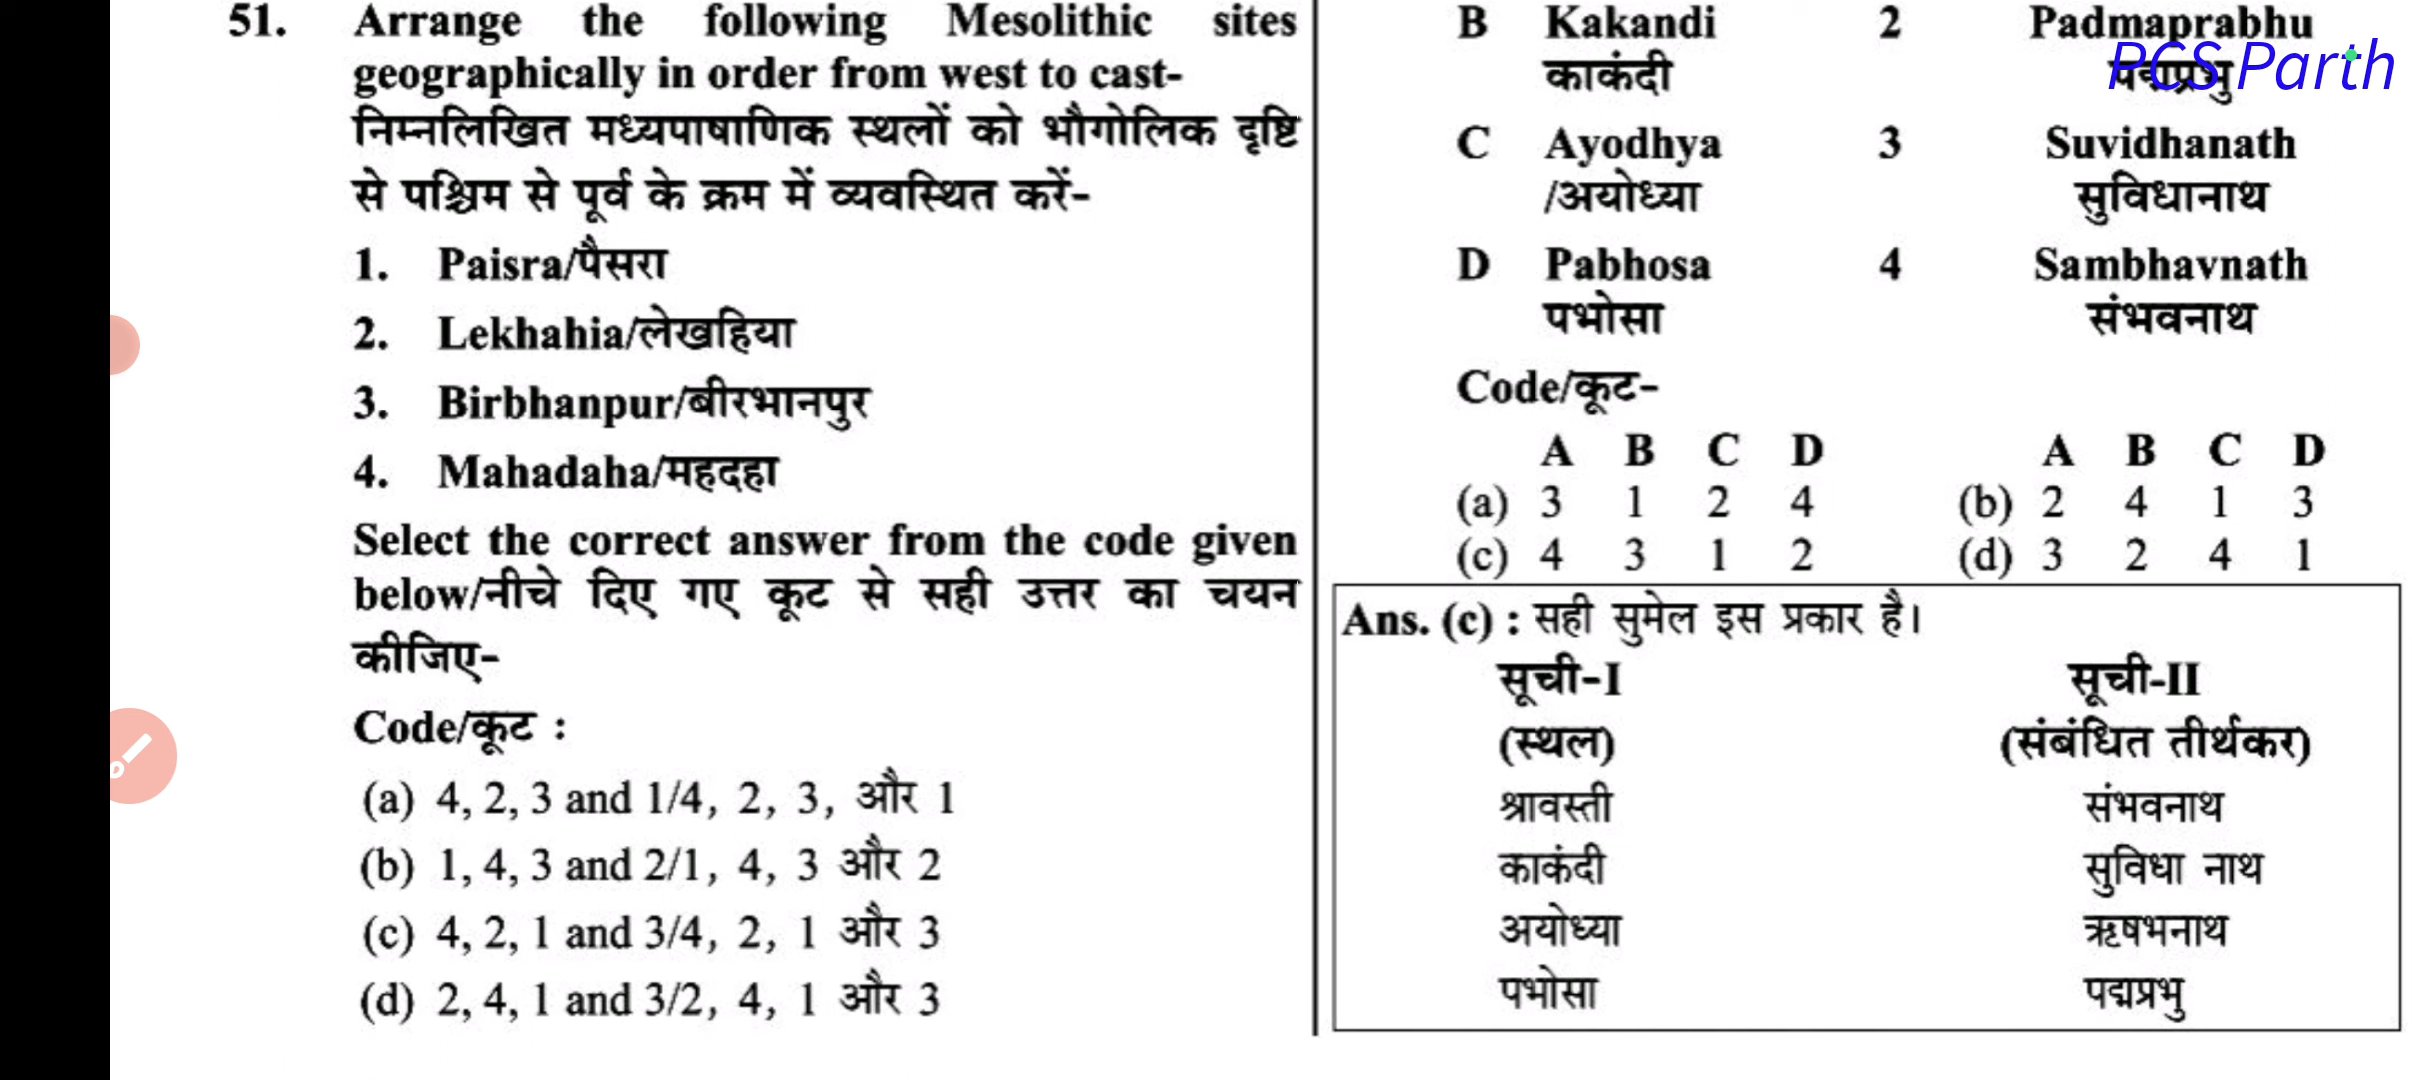 51. Arrange the following Mesolithic sites
geographically in order from west to cast-
निम्नलिखित मध्यपाषाणिक स्थलों को भौगोलिक दृष्टि
से पश्चिम से पूर्व के क्रम में व्यवस्थित करें-
1. Paisra/पैसरा
2. Lekhahia/लेखहिया
3. Birbhanpur/बीरभानपुर
4. Mahadaha/महदहा
Select the correct answer from the code given
below/नीचे दिए गए कूट से सही उत्तर का चयन
कीजिए-
Code/कूट :
(a) 4, 2, 3 and 1/4, 2, 3, और 1
(b) 1, 4, 3 and 2/1, 4, 3 और 2
(c) 4, 2, 1 and 3/4, 2, 1 और 3
(d) 2, 4, 1 and 3/2, 4, 1 और 3
B Kakandi 2 Padmaprabhu
काकंदी पद्मप्रभु
PCS Parth
C Ayodhya 3 Suvidhanath
/अयोध्या सुविधानाथ
D Pabhosa 4 Sambhavnath
पभोसा संभवनाथ
Code/कूट-
A B C D A B C D
(a) 3 1 2 4 (b) 2 4 1 3
(c) 4 3 1 2 (d) 3 2 4 1
Ans. (c) : सही सुमेल इस प्रकार है।
सूची-I सूची-II
(स्थल) (संबंधित तीर्थकर)
श्रावस्ती संभवनाथ
काकंदी सुविधा नाथ
अयोध्या ऋषभनाथ
पभोसा पद्मप्रभु